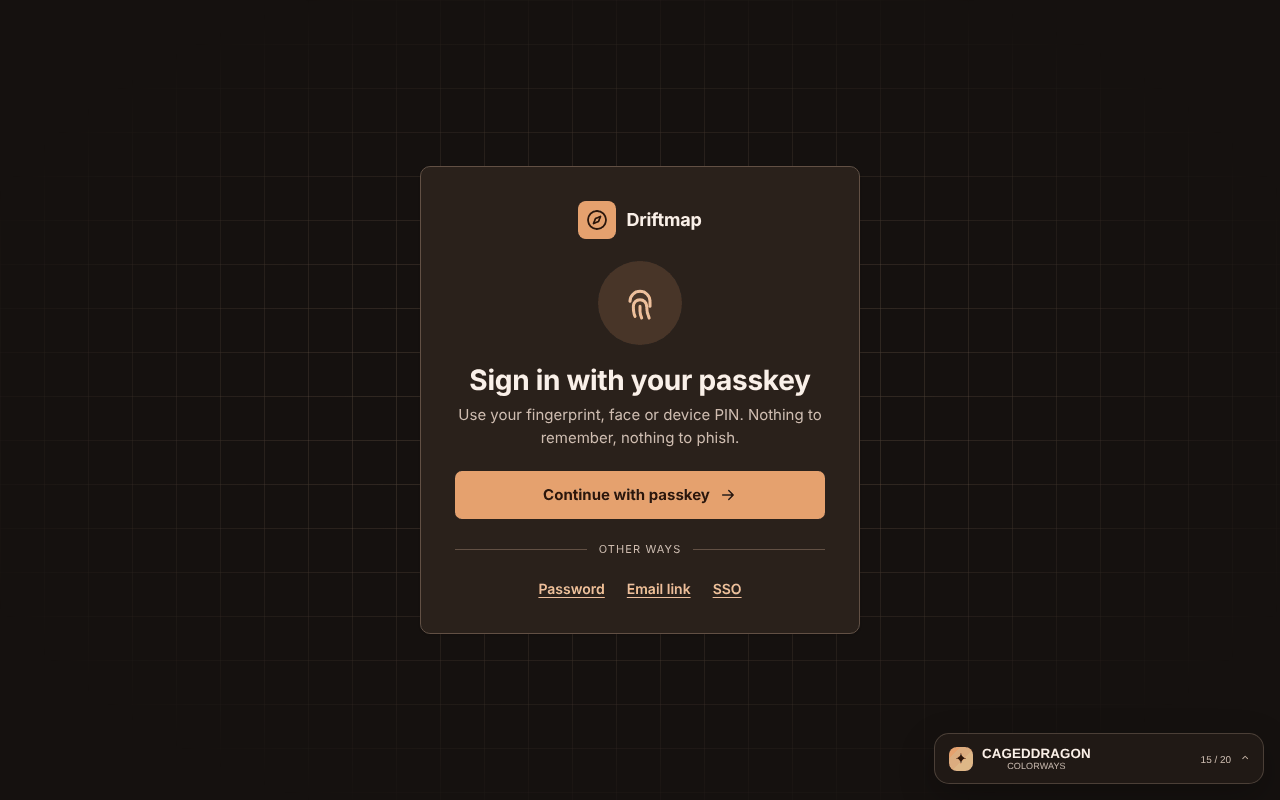 Driftmap
Sign in with your passkey
Use your fingerprint, face or device PIN. Nothing to
remember, nothing to phish.
Continue with passkey
OTHER WAYS
Password Email link SSO
CAGEDDRAGON
COLORWAYS
15 / 20